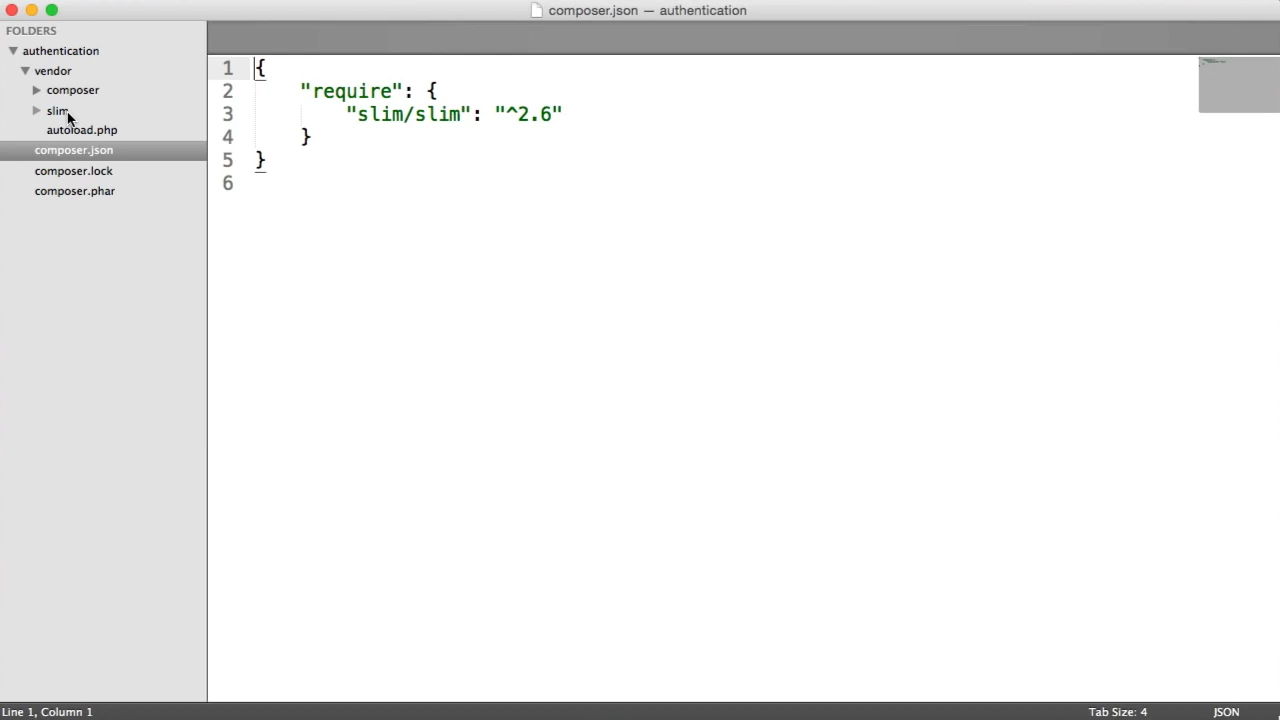 composer.json — authentication
FOLDERS
authentication
vendor
composer
slim
autoload.php
composer.json
composer.lock
composer.phar
1 {
2 "require": {
3 "slim/slim": "^2.6"
4 }
5 }
6
Line 1, Column 1
Tab Size: 4
JSON